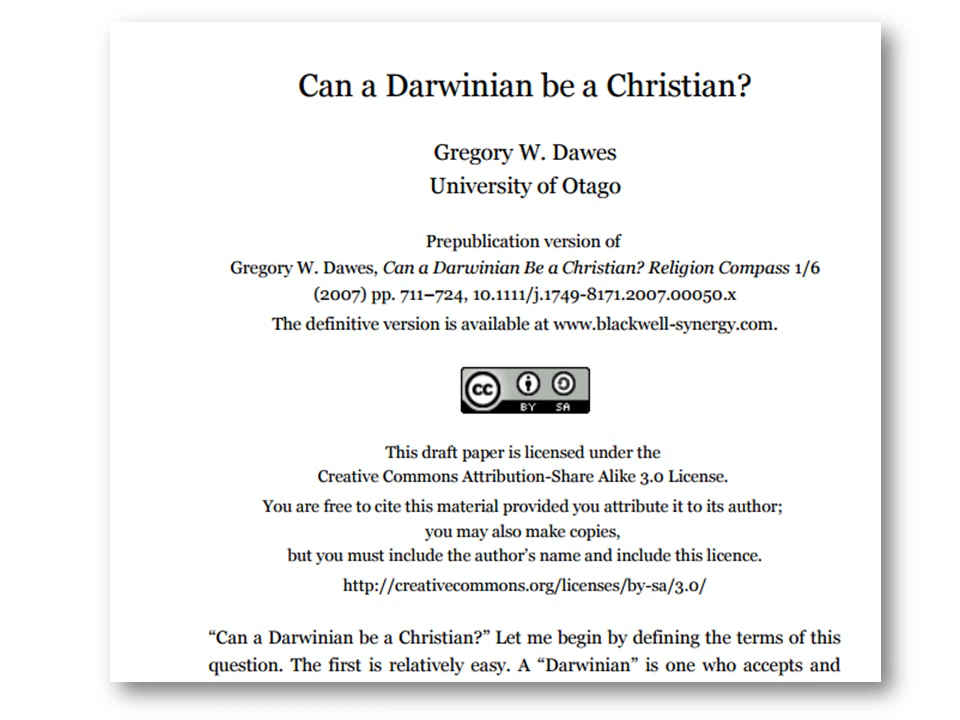 Can a Darwinian be a Christian?
Gregory W. Dawes
University of Otago
Prepublication version of
Gregory W. Dawes, Can a Darwinian Be a Christian? Religion Compass 1/6
(2007) pp. 711–724, 10.1111/j.1749-8171.2007.00050.x
The definitive version is available at www.blackwell-synergy.com.
cc
BY SA
This draft paper is licensed under the
Creative Commons Attribution-Share Alike 3.0 License.
You are free to cite this material provided you attribute it to its author;
you may also make copies,
but you must include the author’s name and include this licence.
http://creativecommons.org/licenses/by-sa/3.0/
“Can a Darwinian be a Christian?” Let me begin by defining the terms of this
question. The first is relatively easy. A “Darwinian” is one who accepts and